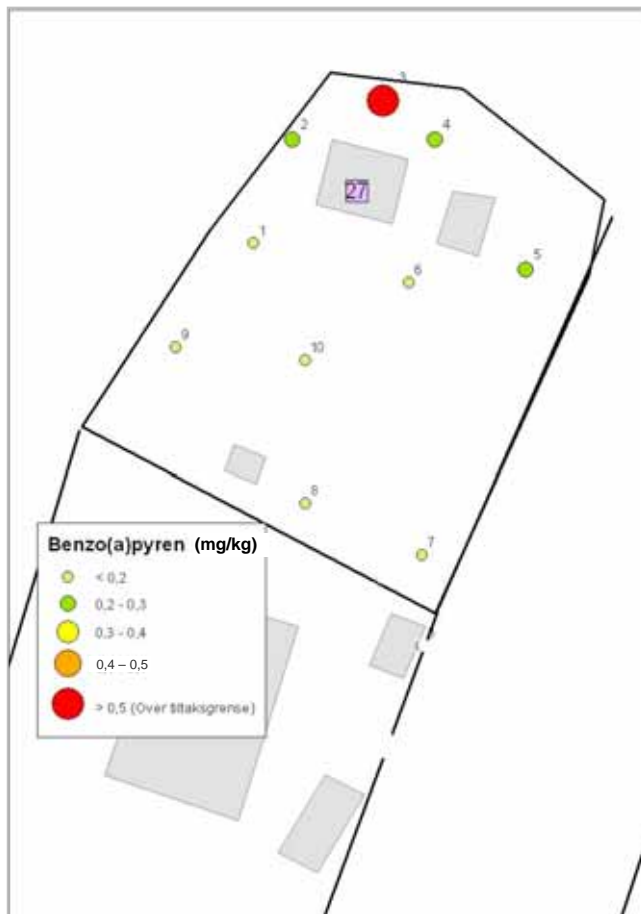 3
2
4
27
1
5
6
9
10
8
7
Benzo(a)pyren (mg/kg)
< 0,2
0,2 - 0,3
0,3 - 0,4
0,4 – 0,5
> 0,5 (Over tiltaksgrense)